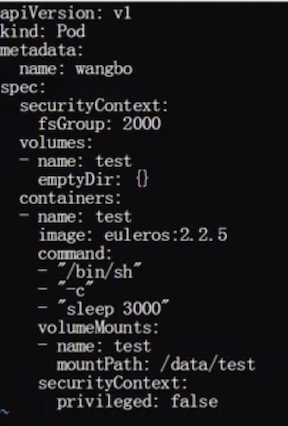 apiVersion: v1
kind: Pod
metadata:
  name: wangbo
spec:
  securityContext:
    fsGroup: 2000
  volumes:
  - name: test
    emptyDir: {}
  containers:
  - name: test
    image: euleros:2.2.5
    command:
    - "/bin/sh"
    - "-c"
    - "sleep 3000"
    volumeMounts:
    - name: test
      mountPath: /data/test
    securityContext:
      privileged: false
~